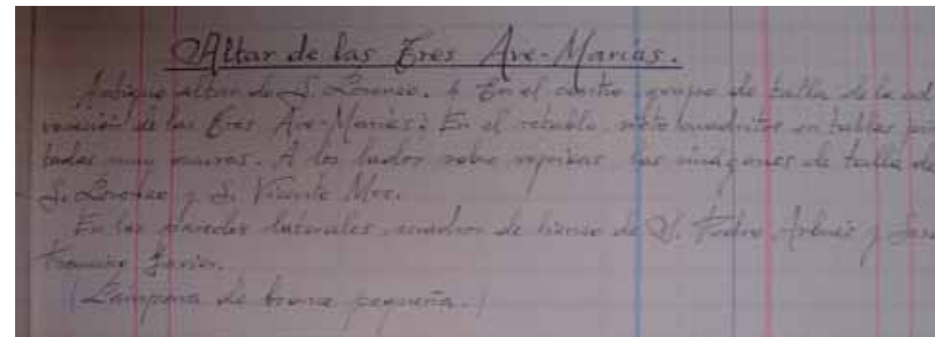 Altar de las Tres Ave-Marías.
Antiguo altar de S. Lorenzo. En el centro grupo de talla de la ad
vocación de las Tres Ave-Marías: En el retablo siete cuadritos en tablas pin
tadas muy A los lados sobre repisas las imágenes de talla de
S. Lorenzo y S. Vicente Mrs.
En las paredes laterales, cuadros de lienzo de S. Pedro Arbués y San
Francisco Javier.
(Lámpara de bronce pequeña.)